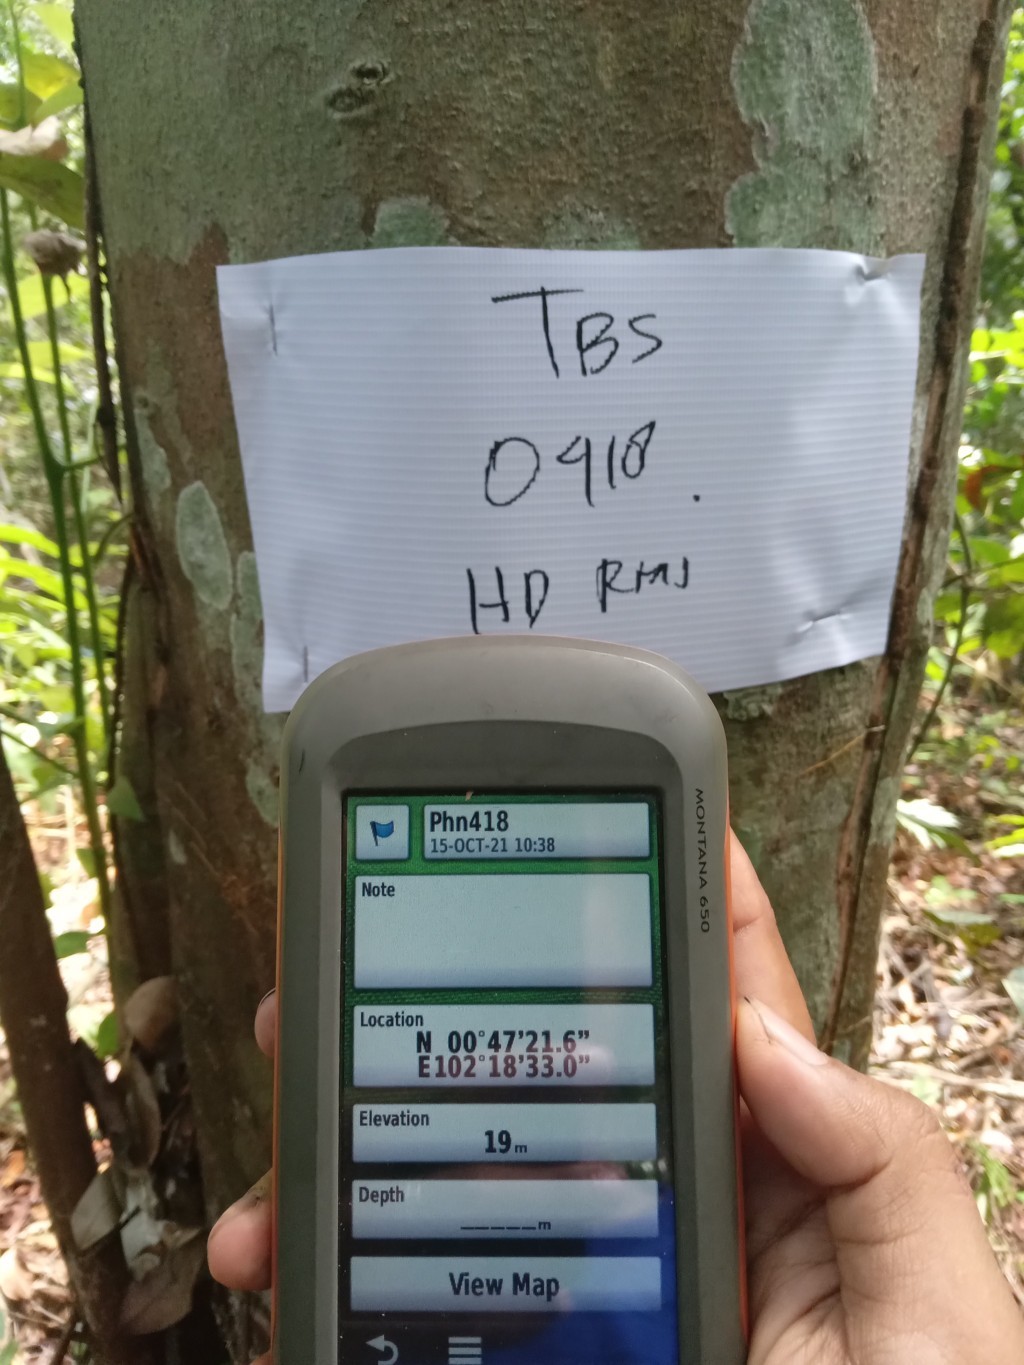 TBS
0418.
HD RMJ
MONTANA 650
Phn418
15-OCT-21 10:38
Note
Location
N 00°47'21.6"
E102°18'33.0"
Elevation
19m
Depth
_____m
View Map